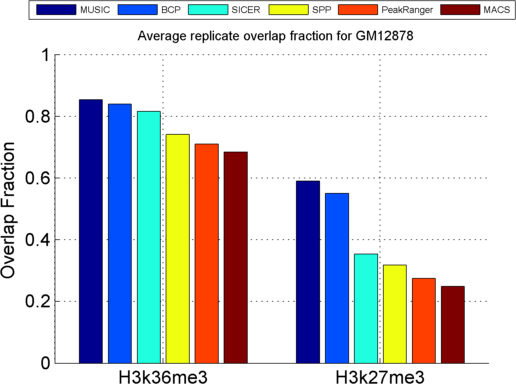 MUSIC BCP SICER SPP PeakRanger MACS
Average replicate overlap fraction for GM12878
Overlap Fraction
1
0.8
0.6
0.4
0.2
0
H3k36me3 H3k27me3